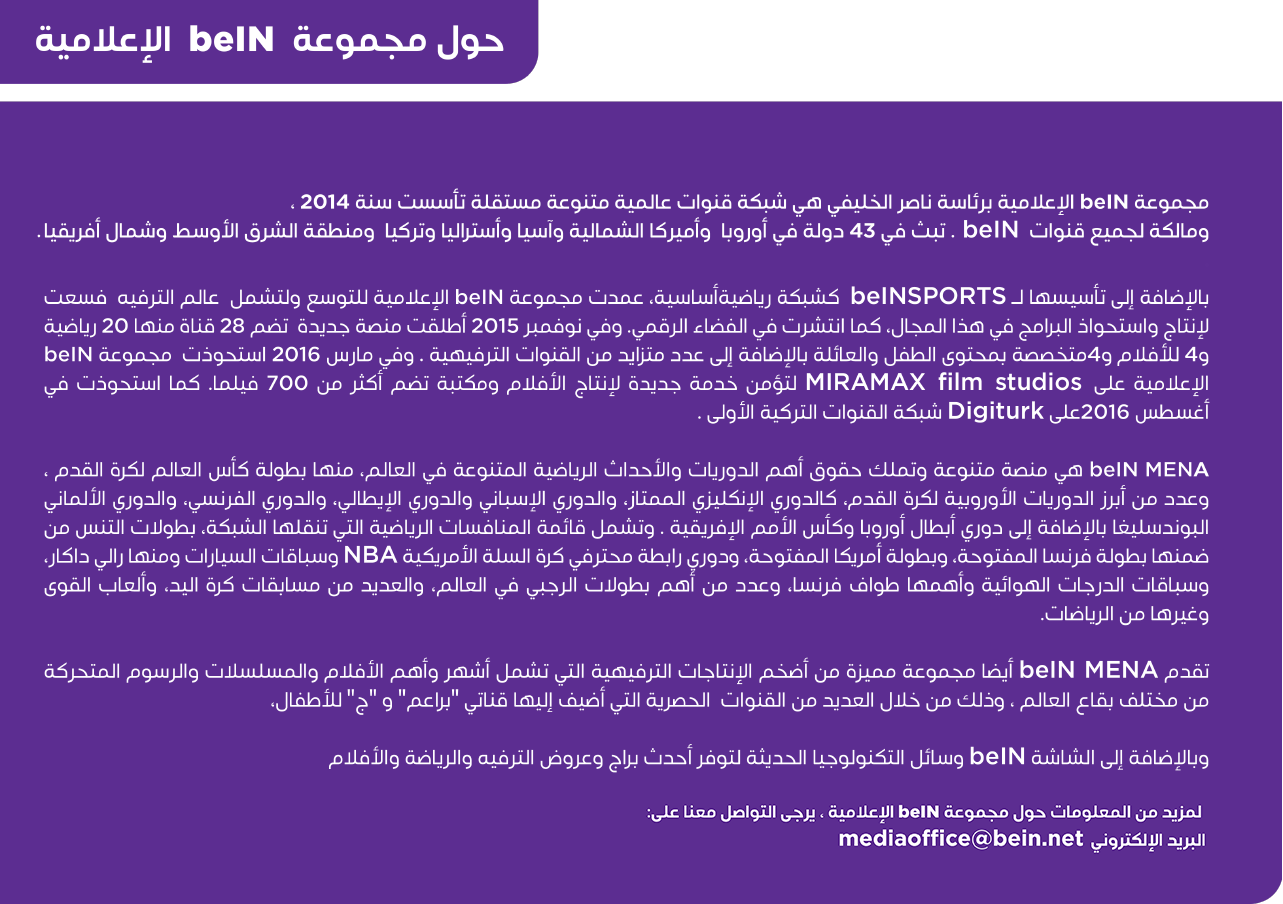 حول مجموعة beIN الإعلامية
مجموعة beIN الإعلامية برئاسة ناصر الخليفي هي شبكة قنوات عالمية متنوعة مستقلة تأسست سنة 2014 ،
ومالكة لجميع قنوات beIN . تبث في 43 دولة في أوروبا وأميركا الشمالية وآسيا وأستراليا وتركيا ومنطقة الشرق الأوسط وشمال أفريقيا .
بالإضافة إلى تأسيسها لـ beINSPORTS كشبكة رياضيةأساسية، عمدت مجموعة beIN الإعلامية للتوسع ولتشمل عالم الترفيه فسعت
لإنتاج واستحواذ البرامج في هذا المجال، كما انتشرت في الفضاء الرقمي. وفي نوفمبر 2015 أطلقت منصة جديدة تضم 28 قناة منها 20 رياضية
و4 للأفلام و4متخصصة بمحتوى الطفل والعائلة بالإضافة إلى عدد متزايد من القنوات الترفيهية . وفي مارس 2016 استحوذت مجموعة beIN
الإعلامية على MIRAMAX film studios لتؤمن خدمة جديدة لإنتاج الأفلام ومكتبة تضم أكثر من 700 فيلما. كما استحوذت في
أغسطس 2016على Digiturk شبكة القنوات التركية الأولى .
beIN MENA هي منصة متنوعة وتملك حقوق أهم الدوريات والأحداث الرياضية المتنوعة في العالم، منها بطولة كأس العالم لكرة القدم ،
وعدد من أبرز الدوريات الأوروبية لكرة القدم، كالدوري الإنكليزي الممتاز، والدوري الإسباني والدوري الإيطالي، والدوري الفرنسي، والدوري الألماني
البوندسليغا بالإضافة إلى دوري أبطال أوروبا وكأس الأمم الإفريقية . وتشمل قائمة المنافسات الرياضية التي تنقلها الشبكة، بطولات التنس من
ضمنها بطولة فرنسا المفتوحة، وبطولة أمريكا المفتوحة، ودوري رابطة محترفي كرة السلة الأمريكية NBA وسباقات السيارات ومنها رالي داكار،
وسباقات الدرجات الهوائية وأهمها طواف فرنسا، وعدد من أهم بطولات الرجبي في العالم، والعديد من مسابقات كرة اليد، وألعاب القوى
وغيرها من الرياضات.
تقدم beIN MENA أيضا مجموعة مميزة من أضخم الإنتاجات الترفيهية التي تشمل أشهر وأهم الأفلام والمسلسلات والرسوم المتحركة
من مختلف بقاع العالم ، وذلك من خلال العديد من القنوات الحصرية التي أضيف إليها قناتي "براعم" و "ج" للأطفال،
وبالإضافة إلى الشاشة beIN وسائل التكنولوجيا الحديثة لتوفر أحدث براج وعروض الترفيه والرياضة والأفلام
لمزيد من المعلومات حول مجموعة beIN الإعلامية ، يرجى التواصل معنا على:
البريد الإلكتروني mediaoffice@bein.net